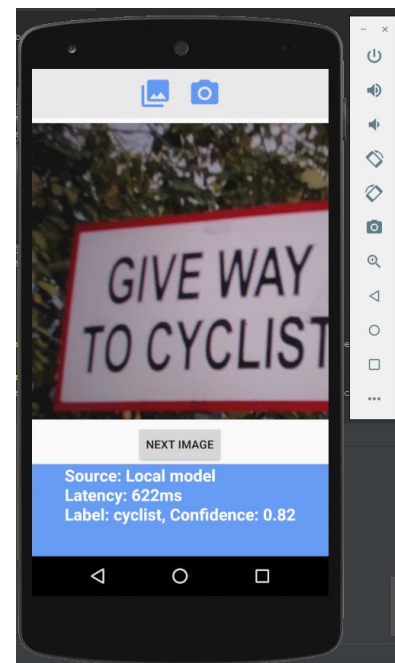 GIVE WAY
TO CYCLIST
NEXT IMAGE
Source: Local model
Latency: 622ms
Label: cyclist, Confidence: 0.82